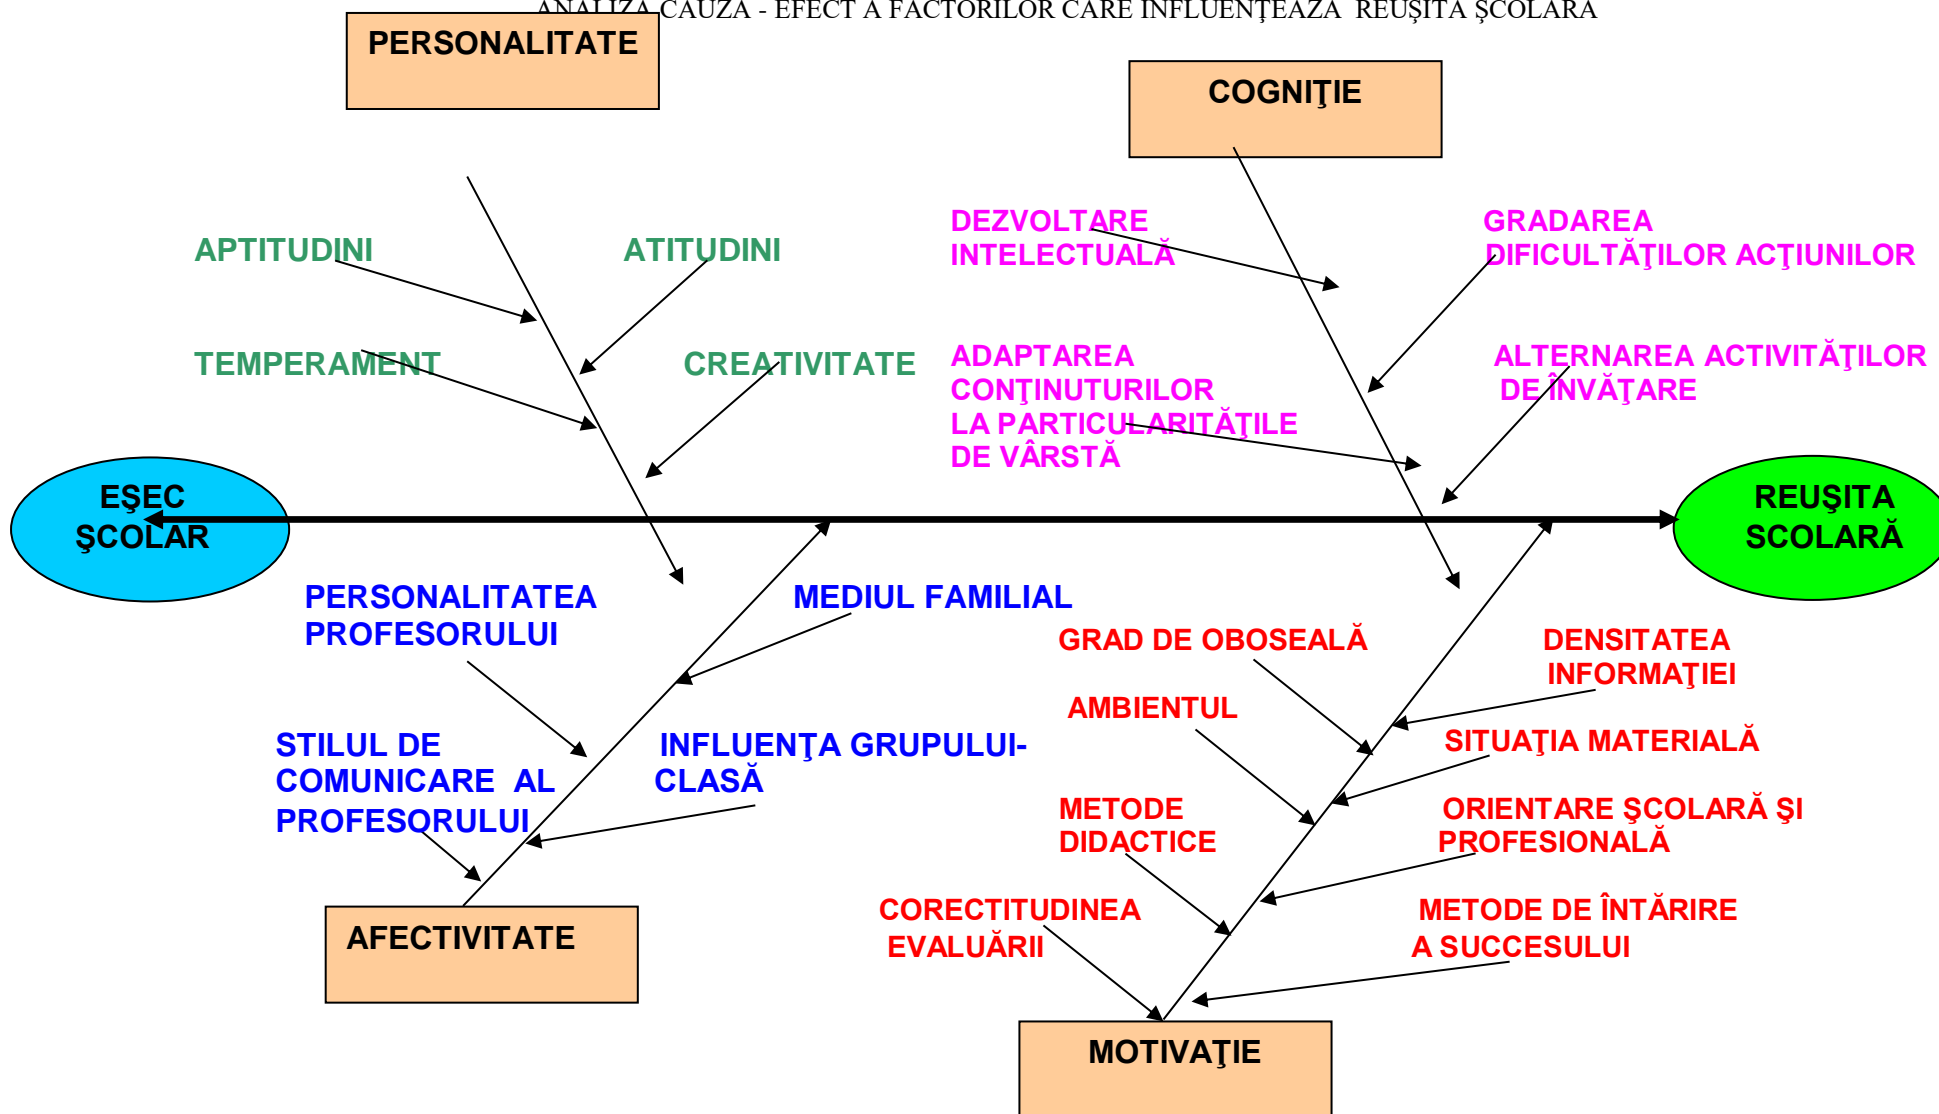 ANALIZA CAUZA - EFECT A FACTORILOR CARE INFLUENŢEAZA REUŞITA ŞCOLARA
PERSONALITATE
COGNIŢIE
APTITUDINI
ATITUDINI
TEMPERAMENT
CREATIVITATE
DEZVOLTARE
INTELECTUALĂ
GRADAREA
DIFICULTĂŢILOR ACŢIUNILOR
ADAPTAREA
CONŢINUTURILOR
LA PARTICULARITĂŢILE
DE VÂRSTĂ
ALTERNAREA ACTIVITĂŢILOR
DE ÎNVĂŢARE
EŞEC
ŞCOLAR
REUŞITA
SCOLARĂ
PERSONALITATEA
PROFESORULUI
MEDIUL FAMILIAL
STILUL DE
COMUNICARE AL
PROFESORULUI
INFLUENŢA GRUPULUI-
CLASĂ
AFECTIVITATE
GRAD DE OBOSEALĂ
DENSITATEA
INFORMAŢIEI
AMBIENTUL
SITUAŢIA MATERIALĂ
METODE
DIDACTICE
ORIENTARE ŞCOLARĂ ŞI
PROFESIONALĂ
CORECTITUDINEA
EVALUĂRII
METODE DE ÎNTĂRIRE
A SUCCESULUI
MOTIVAŢIE